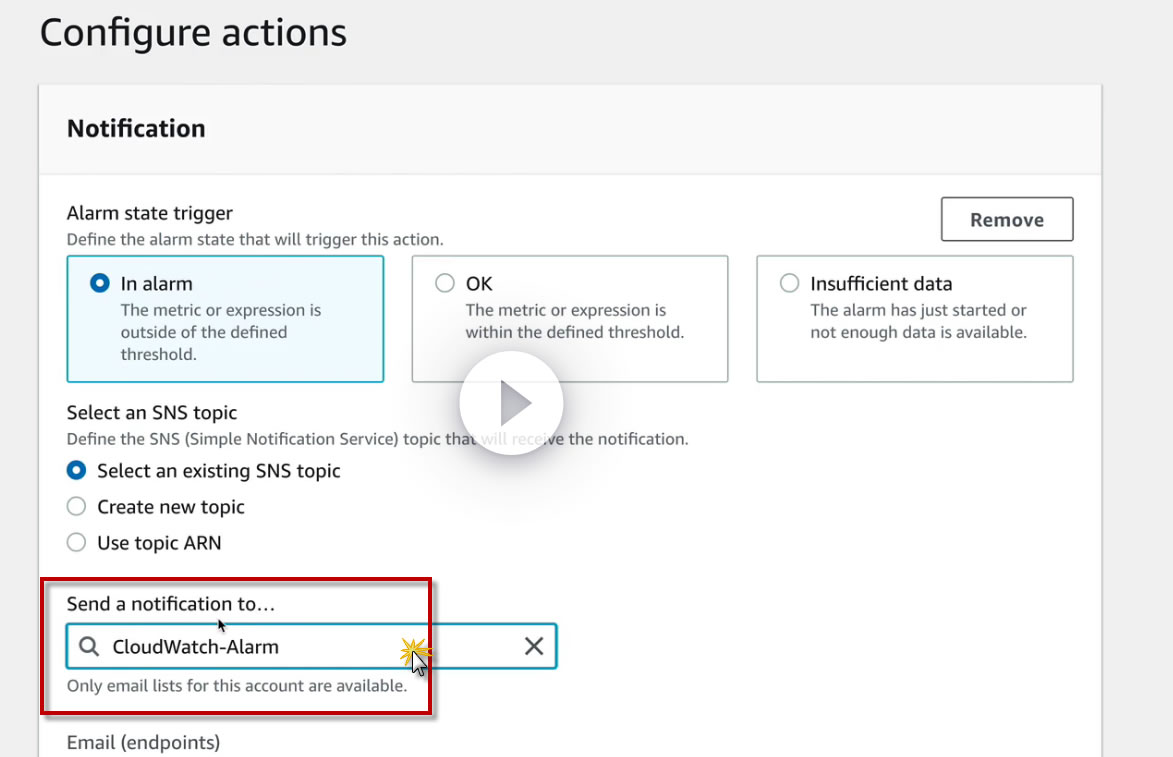 Configure actions
Notification
Alarm state trigger
Define the alarm state that will trigger this action.
Remove
In alarm
The metric or expression is
outside of the defined
threshold.
OK
The metric or expression is
within the defined threshold.
Insufficient data
The alarm has just started or
not enough data is available.
Select an SNS topic
Define the SNS (Simple Notification Service) topic that will receive the notification.
Select an existing SNS topic
Create new topic
Use topic ARN
Send a notification to…
CloudWatch-Alarm
Only email lists for this account are available.
Email (endpoints)